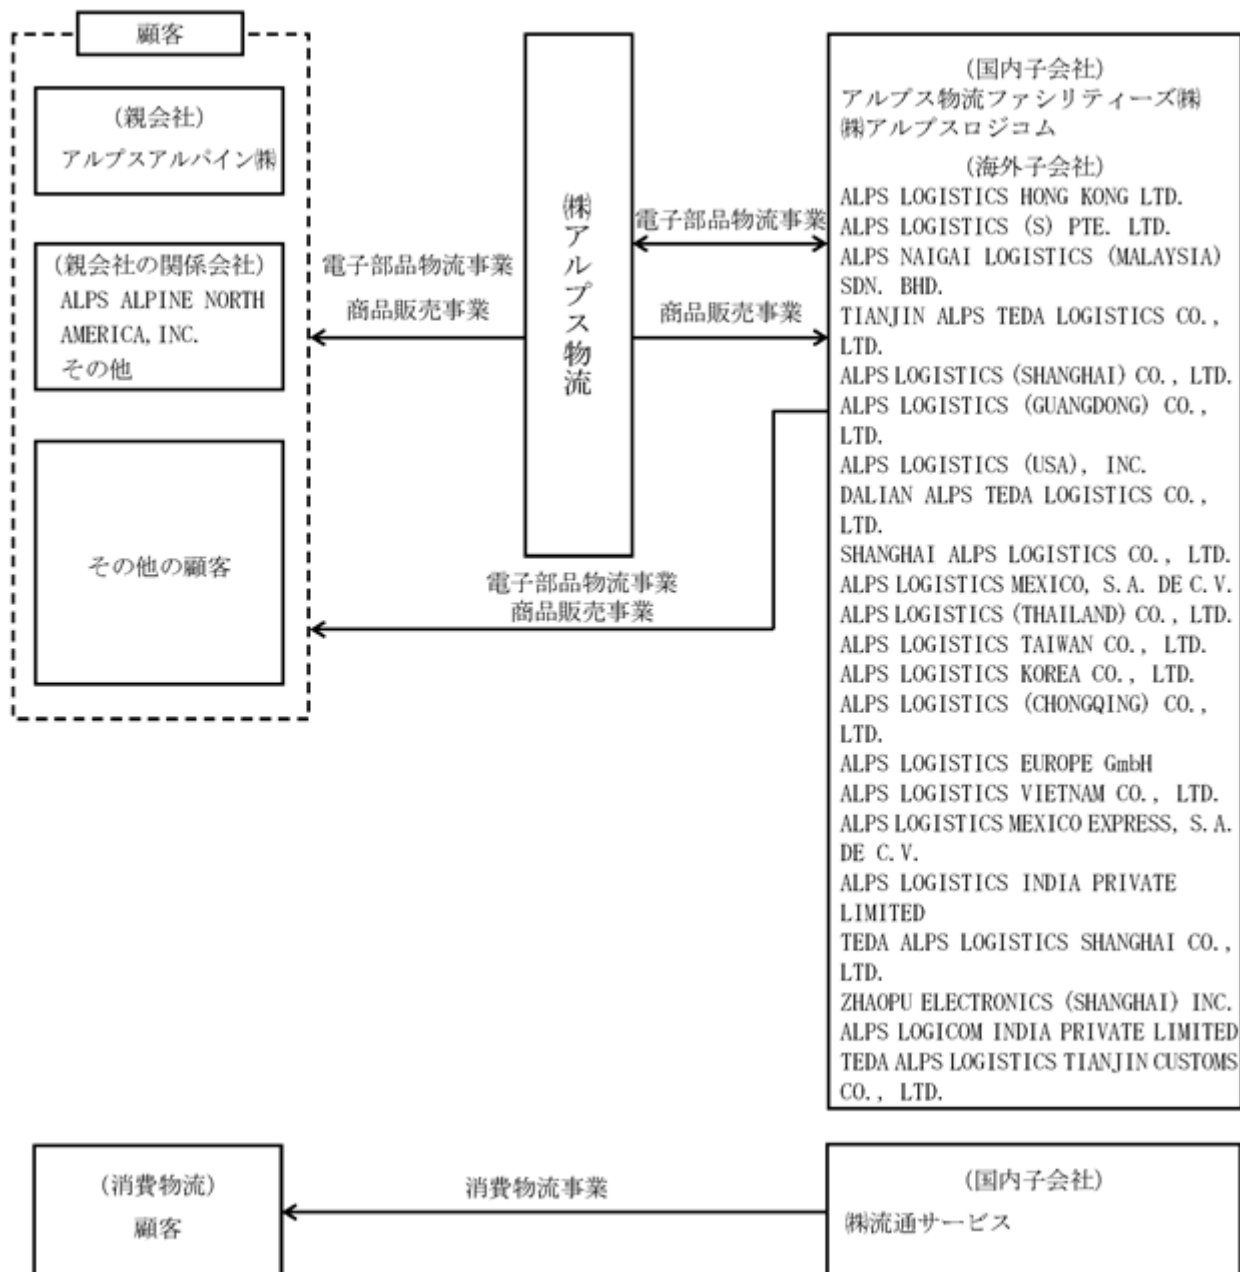 顧客
(親会社)
アルプスアルパイン㈱
(親会社の関係会社)
ALPS ALPINE NORTH
AMERICA, INC.
その他
その他の顧客
電子部品物流事業
商品販売事業
㈱アルプス物流
電子部品物流事業
商品販売事業
電子部品物流事業
商品販売事業
(国内子会社)
アルプス物流ファシリティーズ㈱
㈱アルプスロジコム
(海外子会社)
ALPS LOGISTICS HONG KONG LTD.
ALPS LOGISTICS (S) PTE. LTD.
ALPS NAIGAI LOGISTICS (MALAYSIA)
SDN. BHD.
TIANJIN ALPS TEDA LOGISTICS CO.,
LTD.
ALPS LOGISTICS (SHANGHAI) CO., LTD.
ALPS LOGISTICS (GUANGDONG) CO.,
LTD.
ALPS LOGISTICS (USA), INC.
DALIAN ALPS TEDA LOGISTICS CO.,
LTD.
SHANGHAI ALPS LOGISTICS CO., LTD.
ALPS LOGISTICS MEXICO, S.A. DE C.V.
ALPS LOGISTICS (THAILAND) CO., LTD.
ALPS LOGISTICS TAIWAN CO., LTD.
ALPS LOGISTICS KOREA CO., LTD.
ALPS LOGISTICS (CHONGQING) CO.,
LTD.
ALPS LOGISTICS EUROPE GmbH
ALPS LOGISTICS VIETNAM CO., LTD.
ALPS LOGISTICS MEXICO EXPRESS, S.A.
DE C.V.
ALPS LOGISTICS INDIA PRIVATE
LIMITED
TEDA ALPS LOGISTICS SHANGHAI CO.,
LTD.
ZHAOPU ELECTRONICS (SHANGHAI) INC.
ALPS LOGICOM INDIA PRIVATE LIMITED
TEDA ALPS LOGISTICS TIANJIN CUSTOMS
CO., LTD.
(消費物流)
顧客
消費物流事業
(国内子会社)
㈱流通サービス